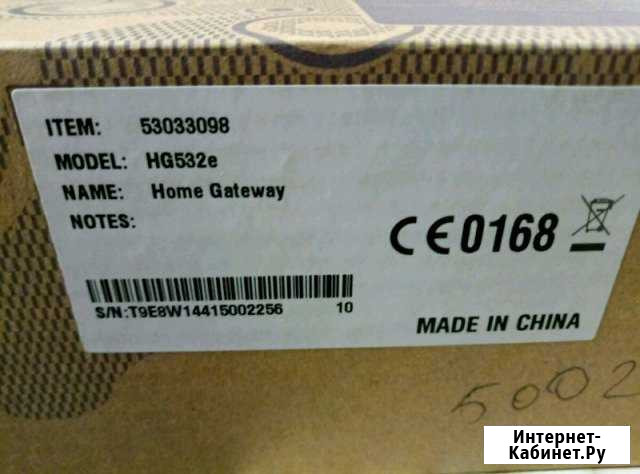 ITEM: 53033098
MODEL: HG532e
NAME: Home Gateway
NOTES:
CE0168
S/N:T9E8W14415002256 10
MADE IN CHINA
5002
Интернет-
Кабинет.Ру